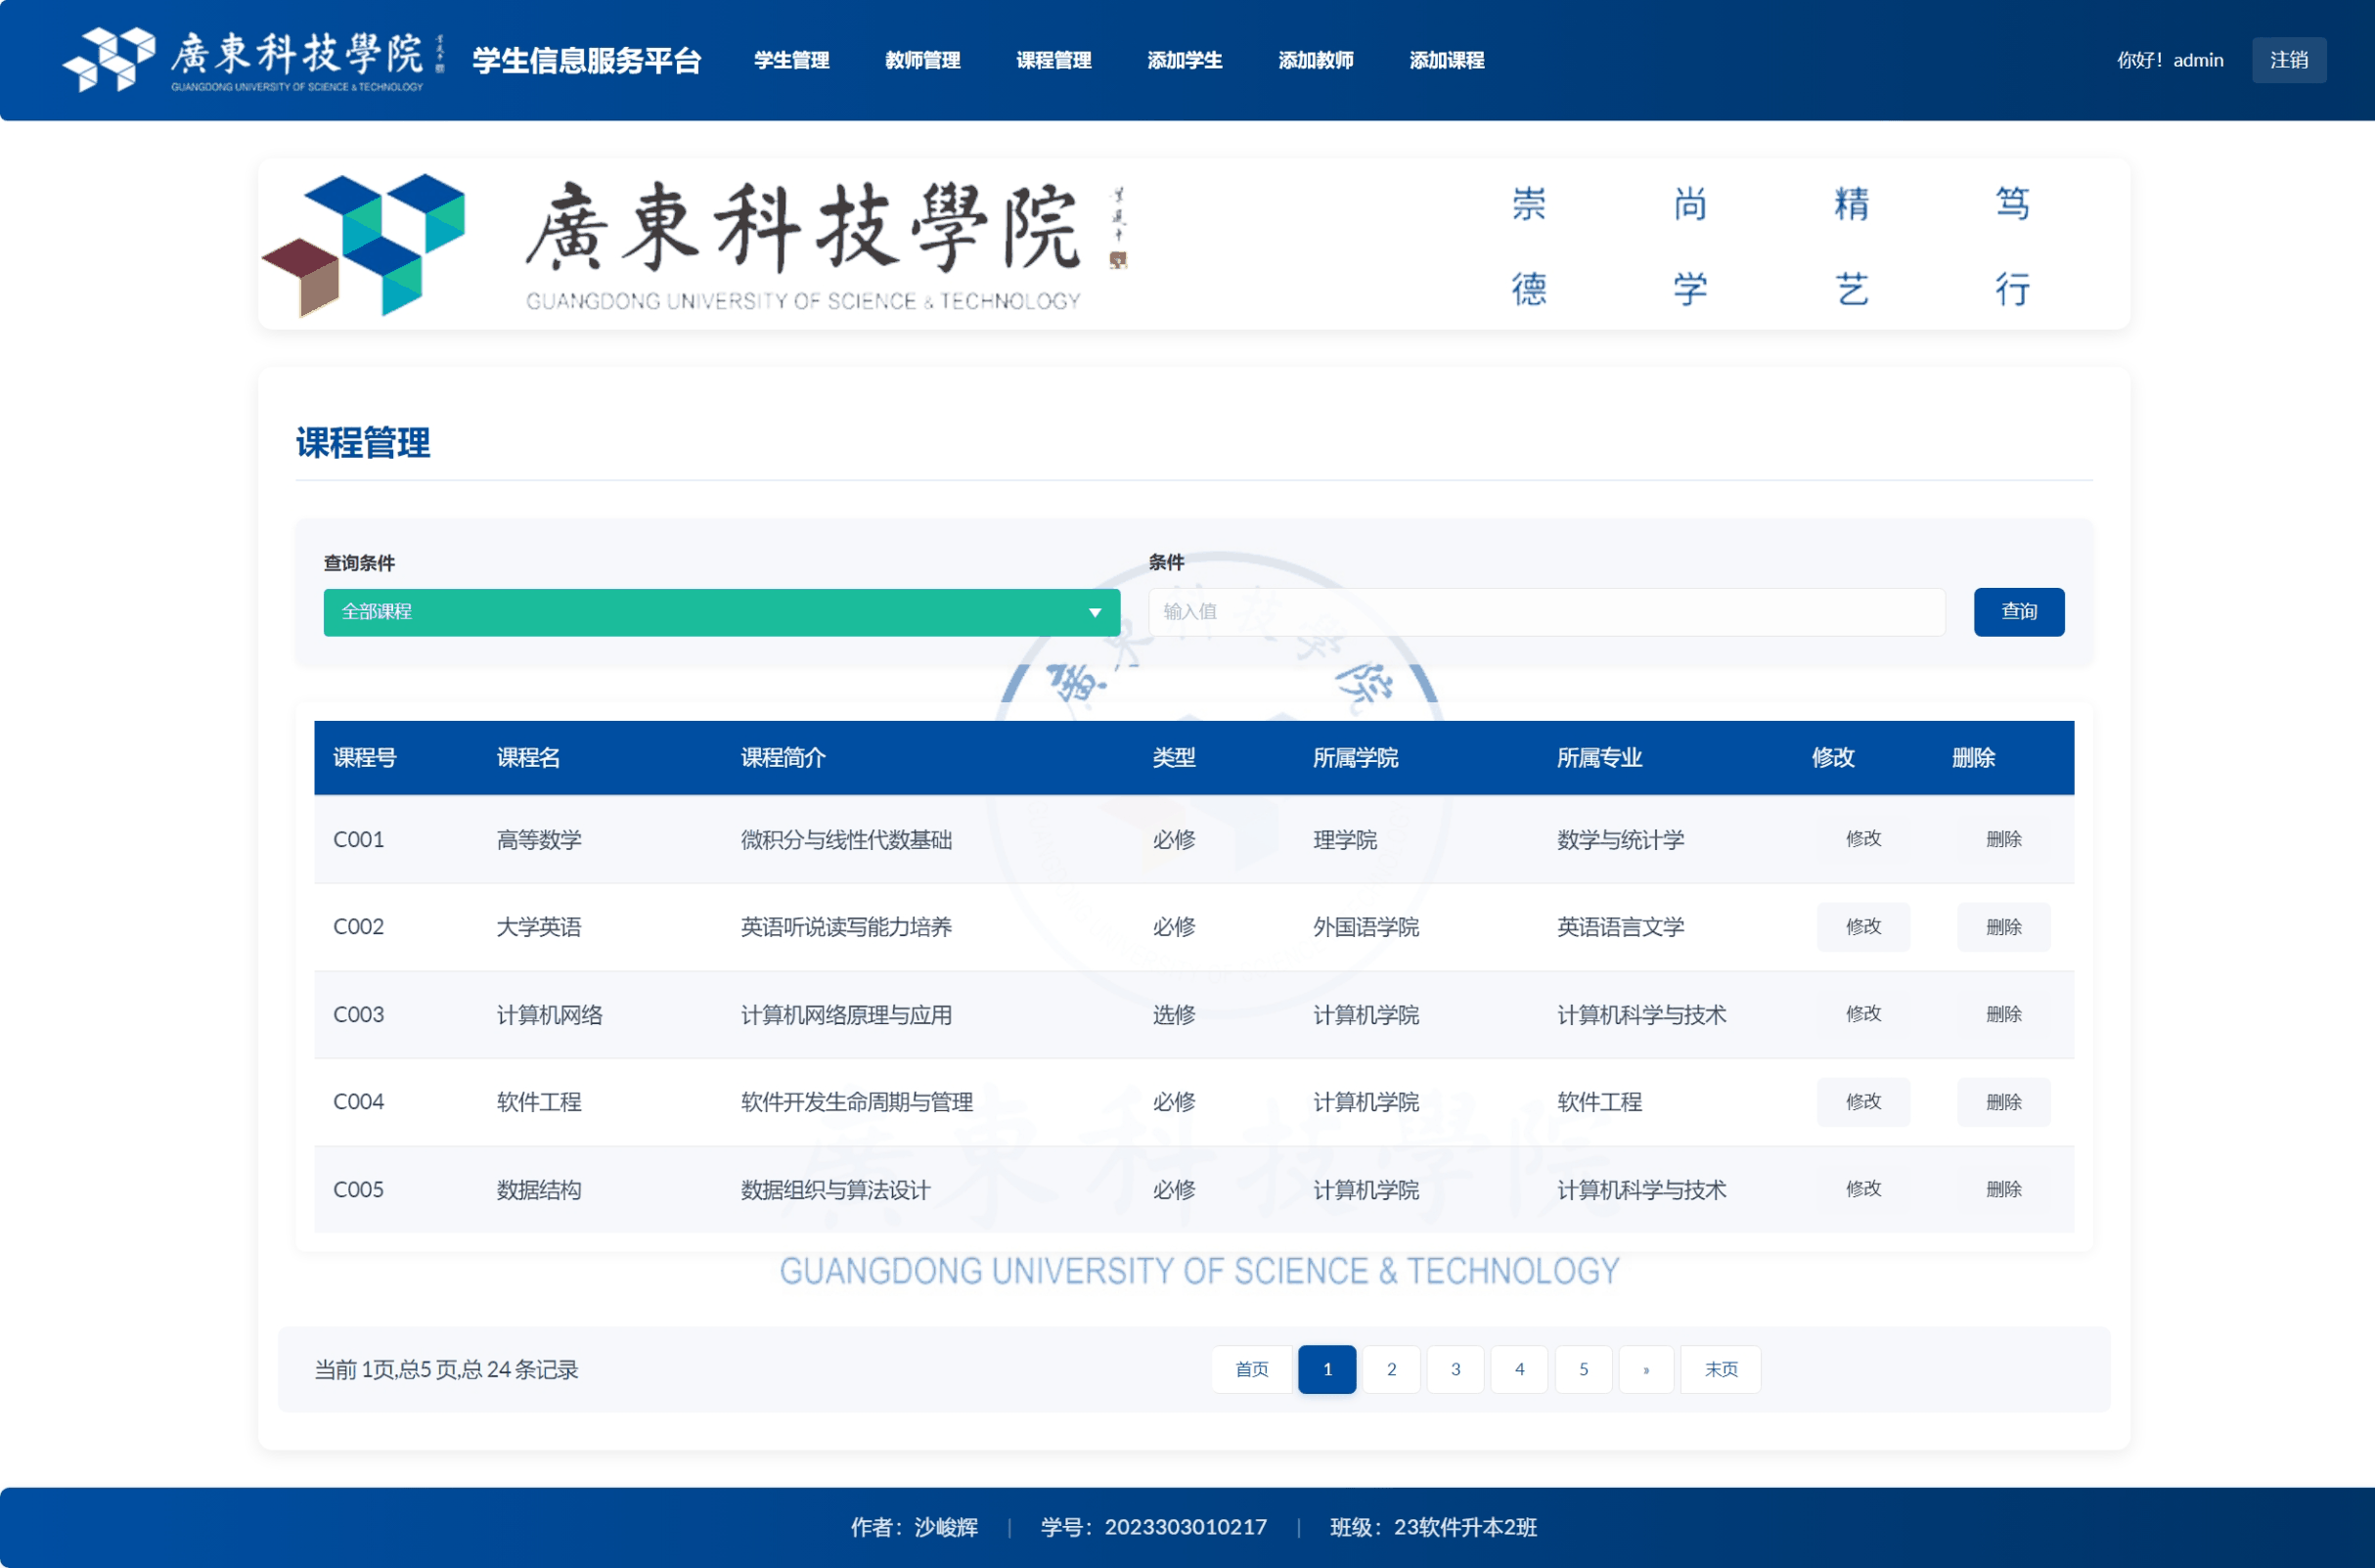 廣東科技學院 学生信息服务平台 学生管理 教师管理 课程管理 添加学生 添加教师 添加课程 你好！admin 注销
GUANGDONG UNIVERSITY OF SCIENCE & TECHNOLOGY
廣東科技學院
GUANGDONG UNIVERSITY OF SCIENCE & TECHNOLOGY
崇 尚 精 笃
德 学 艺 行
课程管理
查询条件 条件
全部课程 输入值 查询
廣東科技學院
课程号 课程名 课程简介 类型 所属学院 所属专业 修改 删除
C001 高等数学 微积分与线性代数基础 必修 理学院 数学与统计学 修改 删除
C002 大学英语 英语听说读写能力培养 必修 外国语学院 英语语言文学 修改 删除
C003 计算机网络 计算机网络原理与应用 选修 计算机学院 计算机科学与技术 修改 删除
C004 软件工程 软件开发生命周期与管理 必修 计算机学院 软件工程 修改 删除
廣東科技學院
C005 数据结构 数据组织与算法设计 必修 计算机学院 计算机科学与技术 修改 删除
GUANGDONG UNIVERSITY OF SCIENCE & TECHNOLOGY
当前 1页,总5 页,总 24 条记录 首页 1 2 3 4 5 » 末页
作者：沙峻辉 | 学号：2023303010217 | 班级：23软件升本2班